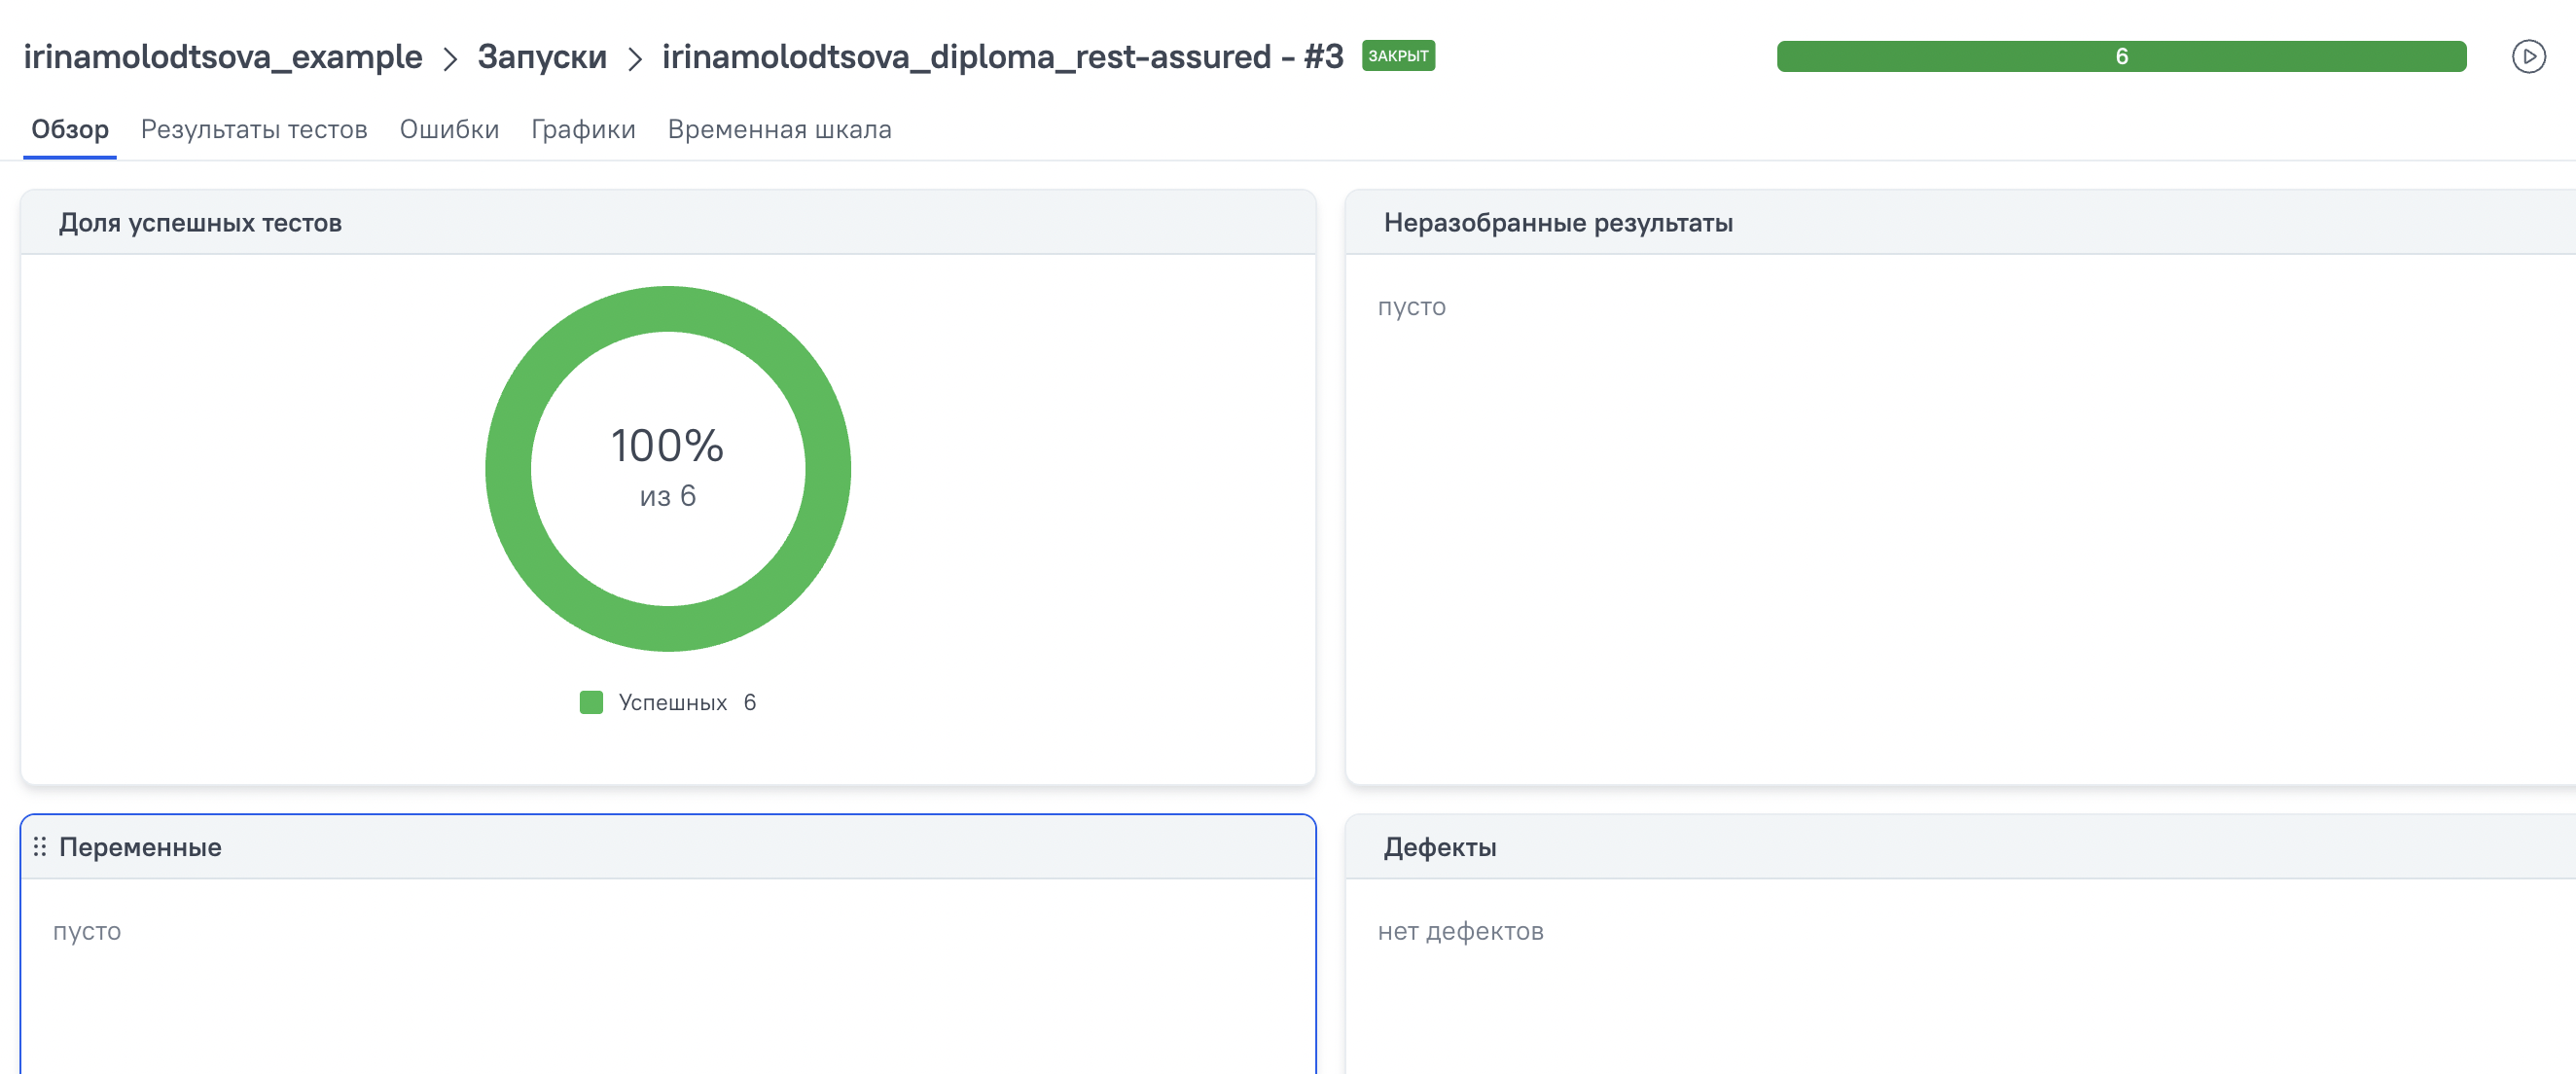 irinamolodtsova_example > Запуски > irinamolodtsova_diploma_rest-assured - #3 ЗАКРЫТ 6
Обзор Результаты тестов Ошибки Графики Временная шкала
Доля успешных тестов
100%
из 6
Успешных 6
Неразобранные результаты
пусто
Переменные
пусто
Дефекты
нет дефектов